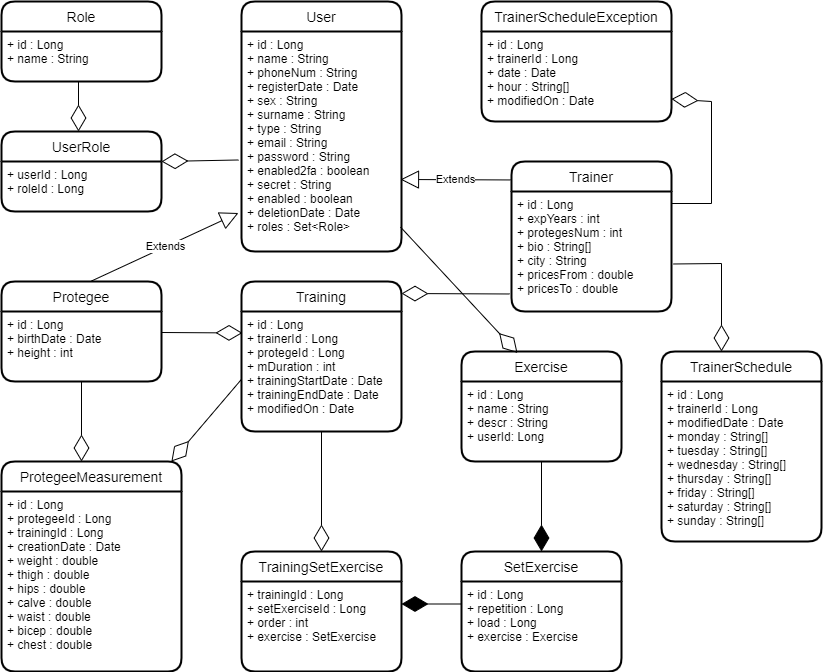 Role
+ id : Long
+ name : String
User
+ id : Long
+ name : String
+ phoneNum : String
+ registerDate : Date
+ sex : String
+ surname : String
+ type : String
+ email : String
+ password : String
+ enabled2fa : boolean
+ secret : String
+ enabled : boolean
+ deletionDate : Date
+ roles : Set<Role>
TrainerScheduleException
+ id : Long
+ trainerId : Long
+ date : Date
+ hour : String[]
+ modifiedOn : Date
UserRole
+ userId : Long
+ roleId : Long
Extends
Trainer
+ id : Long
+ expYears : int
+ protegesNum : int
+ bio : String[]
+ city : String
+ pricesFrom : double
+ pricesTo : double
Extends
Protegee
+ id : Long
+ birthDate : Date
+ height : int
Training
+ id : Long
+ trainerId : Long
+ protegeId : Long
+ mDuration : int
+ trainingStartDate : Date
+ trainingEndDate : Date
+ modifiedOn : Date
Exercise
+ id : Long
+ name : String
+ descr : String
+ userId: Long
TrainerSchedule
+ id : Long
+ trainerId : Long
+ modifiedDate : Date
+ monday : String[]
+ tuesday : String[]
+ wednesday : String[]
+ thursday : String[]
+ friday : String[]
+ saturday : String[]
+ sunday : String[]
ProtegeeMeasurement
+ id : Long
+ protegeeId : Long
+ trainingId : Long
+ creationDate : Date
+ weight : double
+ thigh : double
+ hips : double
+ calve : double
+ waist : double
+ bicep : double
+ chest : double
TrainingSetExercise
+ trainingId : Long
+ setExerciseId : Long
+ order : int
+ exercise : SetExercise
SetExercise
+ id : Long
+ repetition : Long
+ load : Long
+ exercise : Exercise